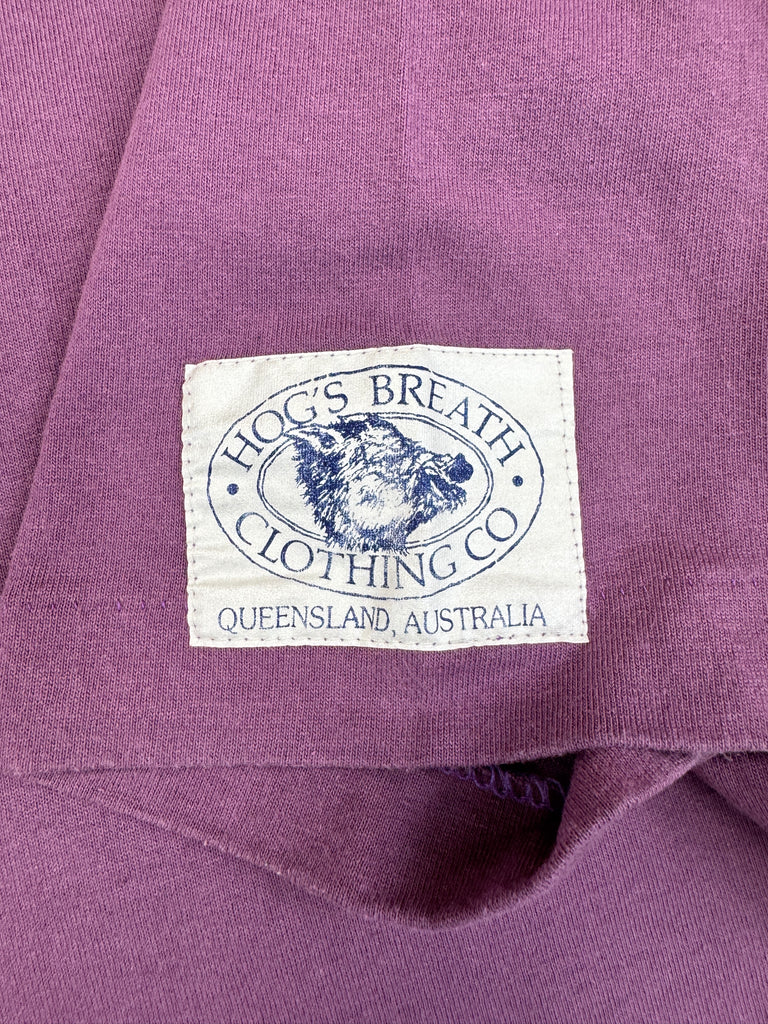 HOG'S BREATH
CLOTHING CO
QUEENSLAND, AUSTRALIA